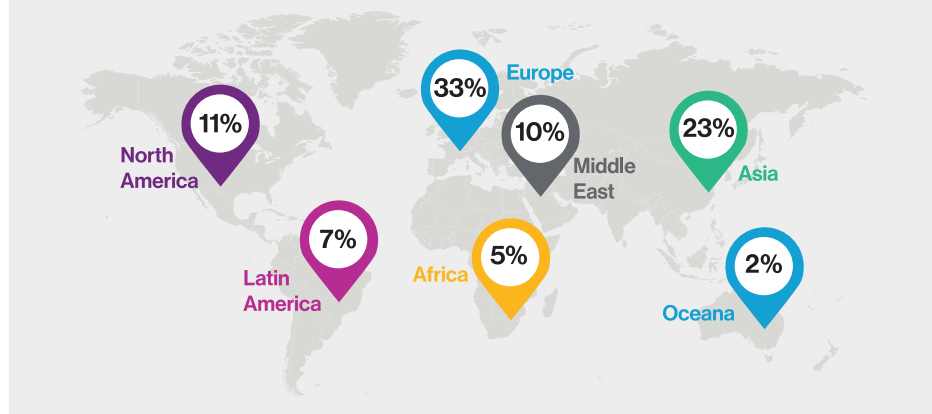 33%
Europe
11%
North
America
10%
Middle
East
23%
Asia
7%
Latin
America
5%
Africa
2%
Oceana